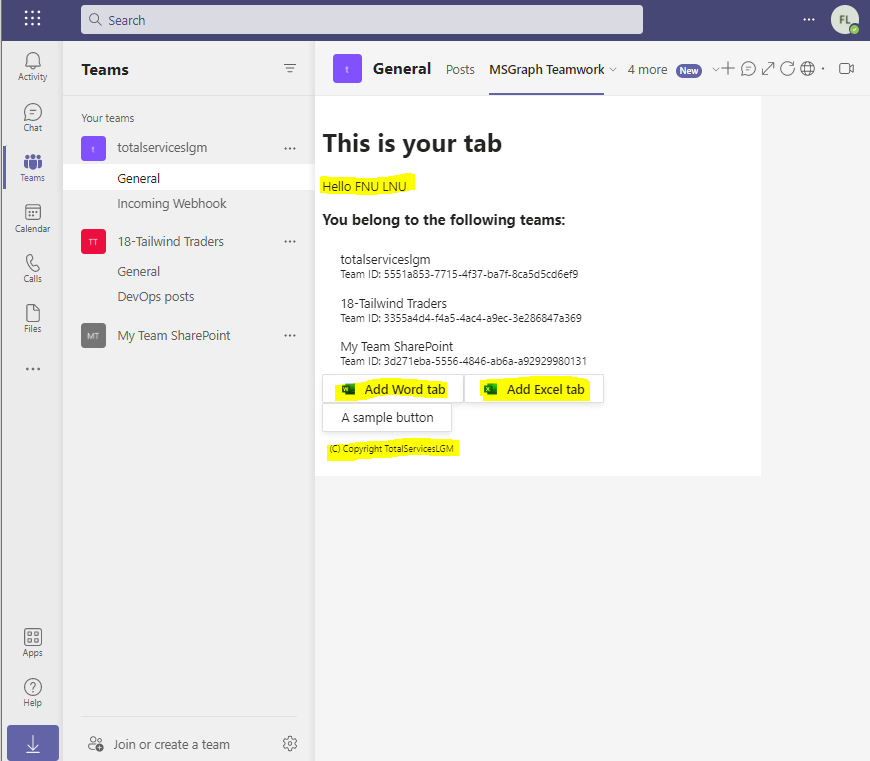 Search
FL
Activity
Chat
Teams
Calendar
Calls
Files
Apps
Help
Teams
Your teams
t totalserviceslgm
General
Incoming Webhook
TT 18-Tailwind Traders
General
DevOps posts
MT My Team SharePoint
Join or create a team
t General Posts MSGraph Teamwork 4 more New
This is your tab
Hello FNU LNU
You belong to the following teams:
totalserviceslgm
Team ID: 5551a853-7715-4f37-ba7f-8ca5d5cd6ef9
18-Tailwind Traders
Team ID: 3355a4d4-f4a5-4ac4-a9ec-3e286847a369
My Team SharePoint
Team ID: 3d271eba-5556-4846-ab6a-a92929980131
Add Word tab Add Excel tab
A sample button
(C) Copyright TotalServicesLGM